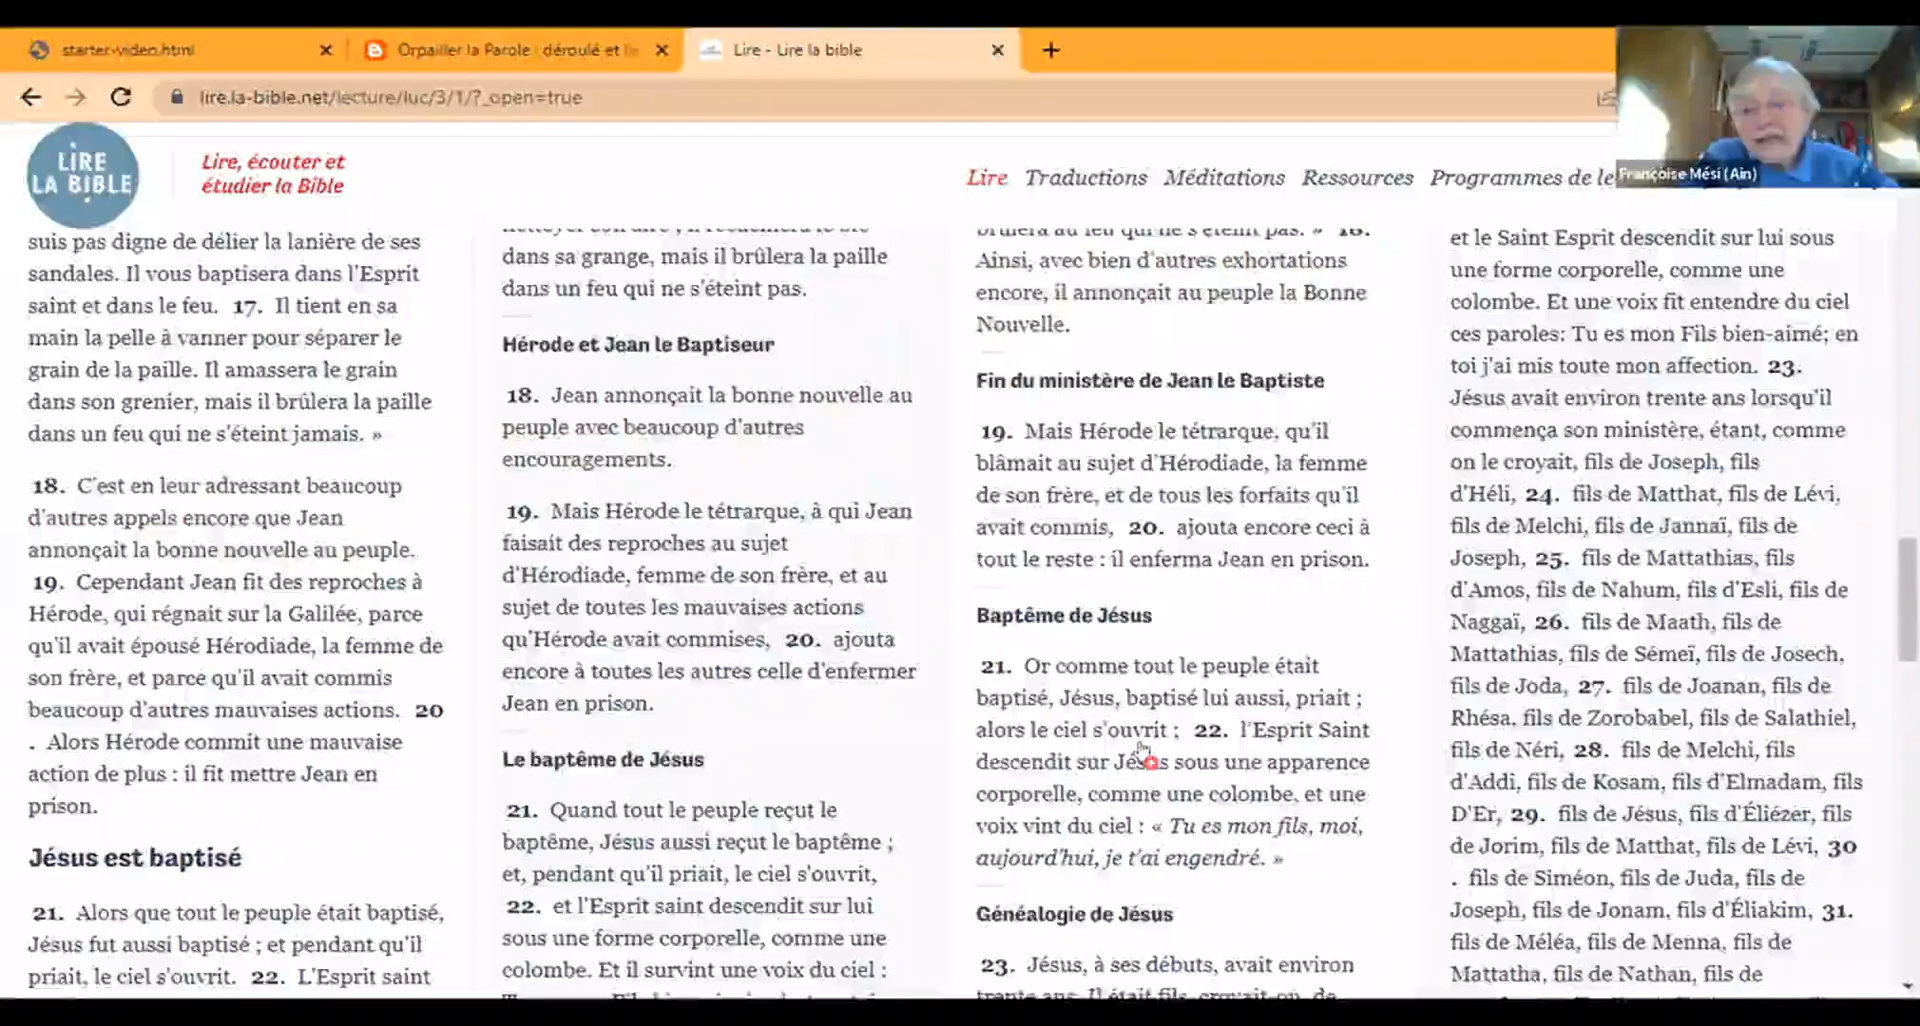 starter-video.html
Orpailler la Parole : déroulé et
Lire - Lire la bible
lire.la-bible.net/lecture/luc/3/1/?_open=true
LIRE
LA BIBLE
Lire, écouter et
étudier la Bible
Lire Traductions Méditations Ressources Programmes de le
Françoise Mési (Ain)
suis pas digne de délier la lanière de ses
sandales. Il vous baptisera dans l'Esprit
saint et dans le feu. 17. Il tient en sa
main la pelle à vanner pour séparer le
grain de la paille. Il amassera le grain
dans son grenier, mais il brûlera la paille
dans un feu qui ne s'éteint jamais. »
18. C'est en leur adressant beaucoup
d'autres appels encore que Jean
annonçait la bonne nouvelle au peuple.
19. Cependant Jean fit des reproches à
Hérode, qui régnait sur la Galilée, parce
qu'il avait épousé Hérodiade, la femme de
son frère, et parce qu'il avait commis
beaucoup d'autres mauvaises actions. 20
. Alors Hérode commit une mauvaise
action de plus : il fit mettre Jean en
prison.
Jésus est baptisé
21. Alors que tout le peuple était baptisé,
Jésus fut aussi baptisé ; et pendant qu'il
priait, le ciel s'ouvrit. 22. L'Esprit saint
dans sa grange, mais il brûlera la paille
dans un feu qui ne s'éteint pas.
Hérode et Jean le Baptiseur
18. Jean annonçait la bonne nouvelle au
peuple avec beaucoup d'autres
encouragements.
19. Mais Hérode le tétrarque, à qui Jean
faisait des reproches au sujet
d'Hérodiade, femme de son frère, et au
sujet de toutes les mauvaises actions
qu'Hérode avait commises, 20. ajouta
encore à toutes les autres celle d'enfermer
Jean en prison.
Le baptême de Jésus
21. Quand tout le peuple reçut le
baptême, Jésus aussi reçut le baptême ;
et, pendant qu'il priait, le ciel s'ouvrit,
22. et l'Esprit saint descendit sur lui
sous une forme corporelle, comme une
colombe. Et il survint une voix du ciel :
brûlera au feu qui ne s'éteint pas. » 18.
Ainsi, avec bien d'autres exhortations
encore, il annonçait au peuple la Bonne
Nouvelle.
Fin du ministère de Jean le Baptiste
19. Mais Hérode le tétrarque, qu'il
blâmait au sujet d'Hérodiade, la femme
de son frère, et de tous les forfaits qu'il
avait commis, 20. ajouta encore ceci à
tout le reste : il enferma Jean en prison.
Baptême de Jésus
21. Or comme tout le peuple était
baptisé, Jésus, baptisé lui aussi, priait ;
alors le ciel s'ouvrit ; 22. l'Esprit Saint
descendit sur Jésus sous une apparence
corporelle, comme une colombe, et une
voix vint du ciel : « Tu es mon fils, moi,
aujourd'hui, je t'ai engendré. »
Généalogie de Jésus
23. Jésus, à ses débuts, avait environ
trente ans. Il était fils, croyait-on, de
et le Saint Esprit descendit sur lui sous
une forme corporelle, comme une
colombe. Et une voix fit entendre du ciel
ces paroles: Tu es mon Fils bien-aimé; en
toi j'ai mis toute mon affection. 23.
Jésus avait environ trente ans lorsqu'il
commença son ministère, étant, comme
on le croyait, fils de Joseph, fils
d'Héli, 24. fils de Matthat, fils de Lévi,
fils de Melchi, fils de Jannaï, fils de
Joseph, 25. fils de Mattathias, fils
d'Amos, fils de Nahum, fils d'Esli, fils de
Naggaï, 26. fils de Maath, fils de
Mattathias, fils de Sémeï, fils de Josech,
fils de Joda, 27. fils de Joanan, fils de
Rhésa, fils de Zorobabel, fils de Salathiel,
fils de Néri, 28. fils de Melchi, fils
d'Addi, fils de Kosam, fils d'Elmadam, fils
D'Er, 29. fils de Jésus, fils d'Éliézer, fils
de Jorim, fils de Matthat, fils de Lévi, 30
. fils de Siméon, fils de Juda, fils de
Joseph, fils de Jonam, fils d'Éliakim, 31.
fils de Méléa, fils de Menna, fils de
Mattatha, fils de Nathan, fils de